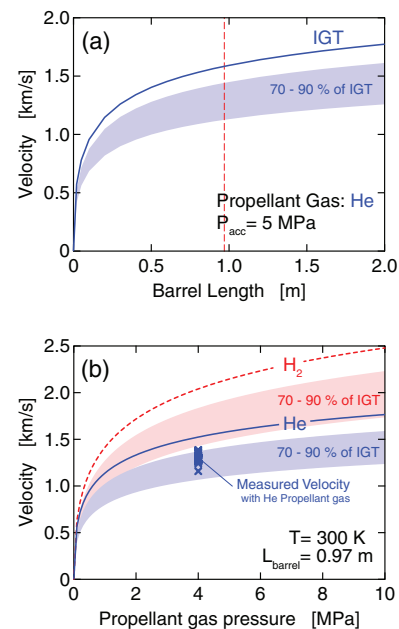 (a)
IGT
70 - 90 % of IGT
Propellant Gas: He
P_acc= 5 MPa
Velocity [km/s]
2.0
1.5
1.0
0.5
0
0 0.5 1.0 1.5 2.0
Barrel Length [m]
(b)
H₂
70 - 90 % of IGT
He
70 - 90 % of IGT
Measured Velocity
with He Propellant gas
T= 300 K
L_barrel= 0.97 m
Velocity [km/s]
2.5
2.0
1.5
1.0
0.5
0
0 2 4 6 8 10
Propellant gas pressure [MPa]